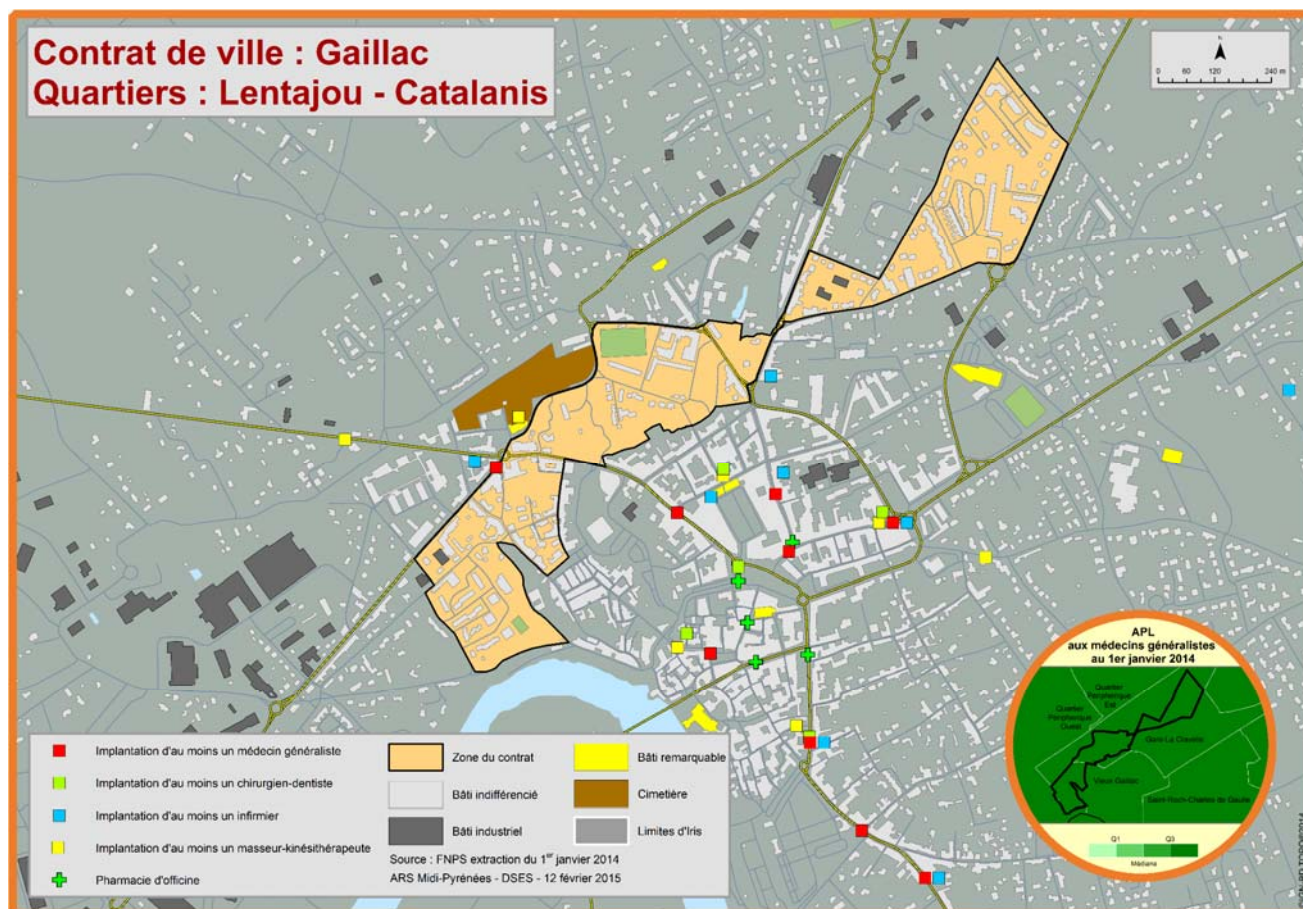 Contrat de ville : Gaillac
Quartiers : Lentajou - Catalanis
N
0 60 120 240 m
APL
aux médecins généralistes
au 1er janvier 2014
Quartier
Peripherique
Est
Quartier
Peripherique
Ouest
Gare-La Clavelle
Vieux Gaillac
Saint-Roch-Charles de Gaulle
Q1 Q3
Médiane
Implantation d'au moins un médecin généraliste
Implantation d'au moins un chirurgien-dentiste
Implantation d'au moins un infirmier
Implantation d'au moins un masseur-kinésithérapeute
Pharmacie d'officine
Zone du contrat
Bâti indifférencié
Bâti industriel
Bâti remarquable
Cimetière
Limites d'Iris
Source : FNPS extraction du 1er janvier 2014
ARS Midi-Pyrénées - DSES - 12 février 2015